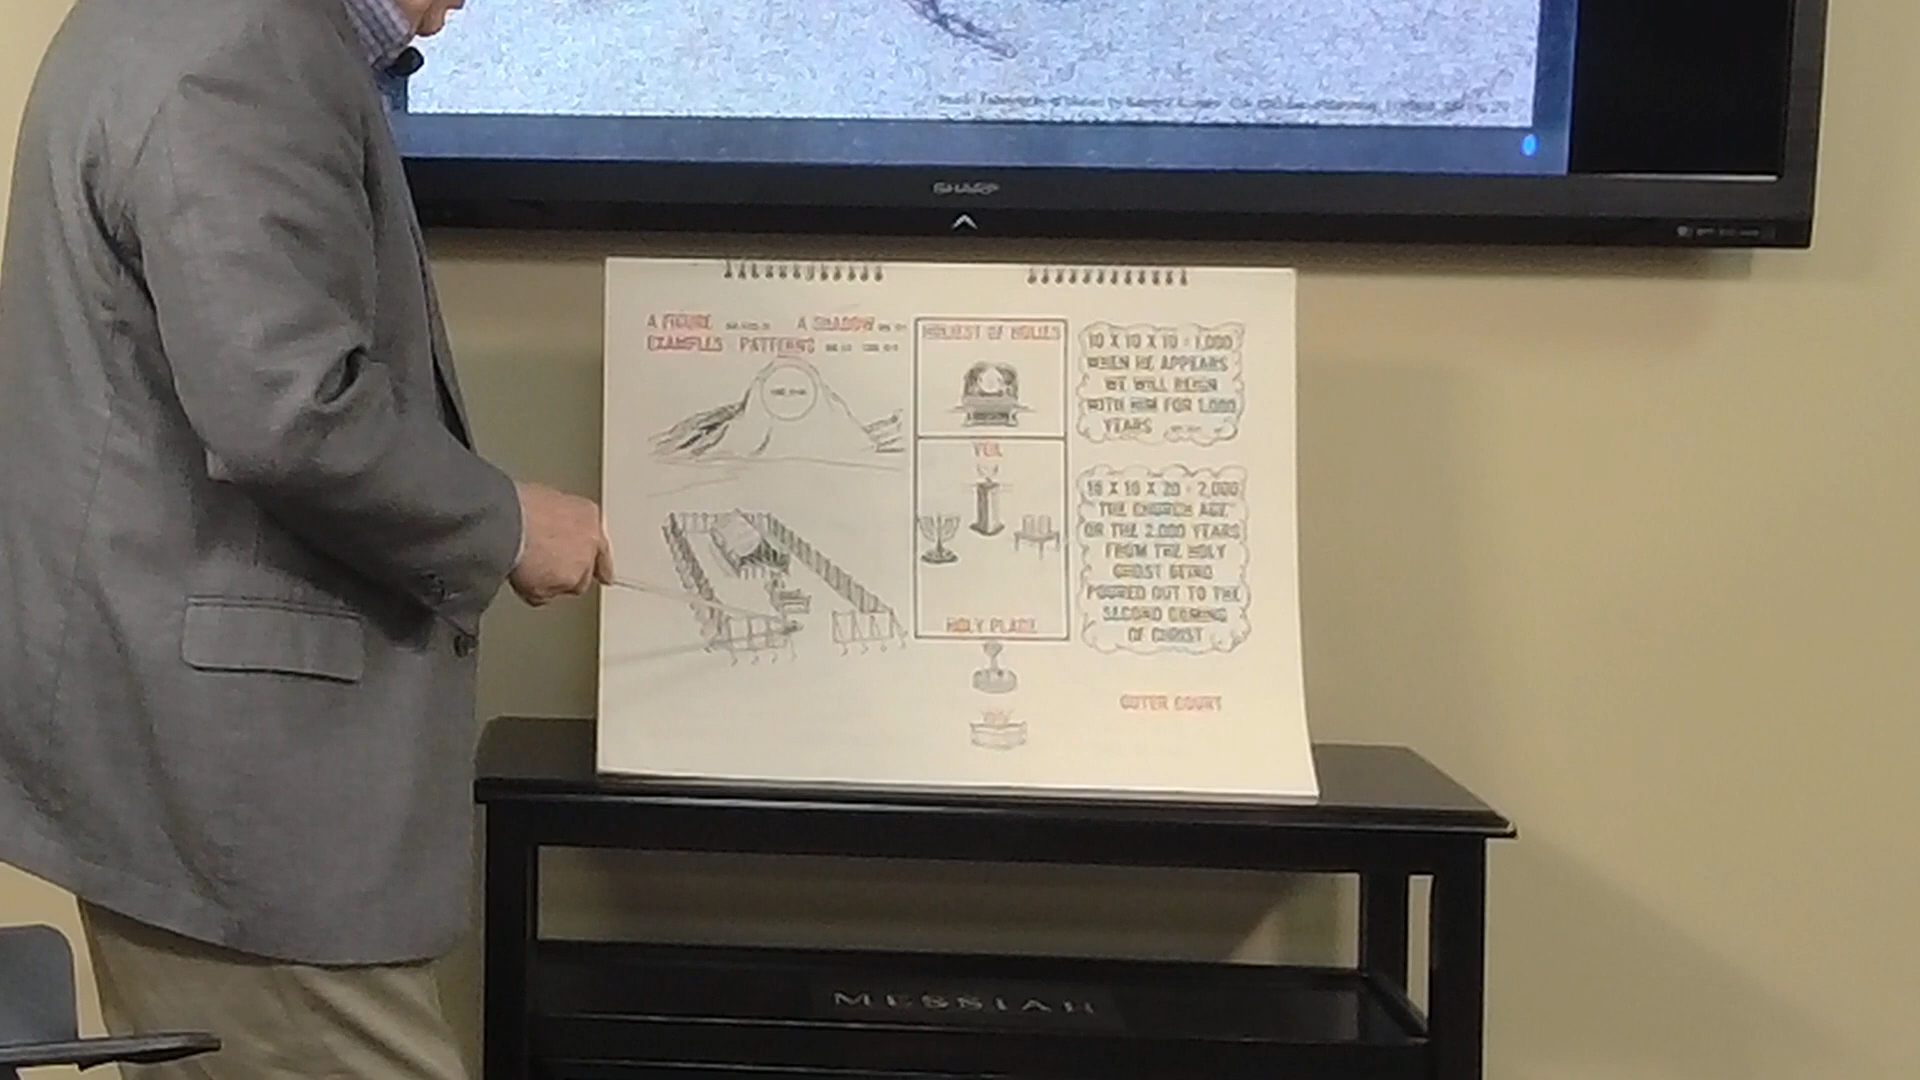 SHARP
A FIGURE A SHADOW
EXAMPLES PATTERNS
HOLIEST OF HOLIES
VEIL
HOLY PLACE
10 X 10 X 10 = 1,000
WHEN HE APPEARS
WE WILL REIGN
WITH HIM FOR 1,000
YEARS
10 X 10 X 20 = 2,000
"THE CHURCH AGE"
OR THE 2,000 YEARS
FROM THE HOLY
GHOST BEING
POURED OUT TO THE
SECOND COMING
OF CHRIST
OUTER COURT
MESSIAH